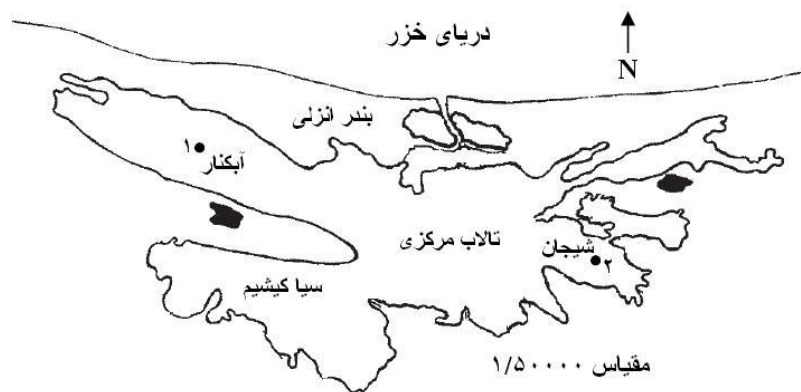 دریای خزر
N
بندر انزلی
۱
آبکنار
تالاب مرکزی
شیجان
۲
سیا کیشیم
مقیاس ۱/۵۰۰۰۰